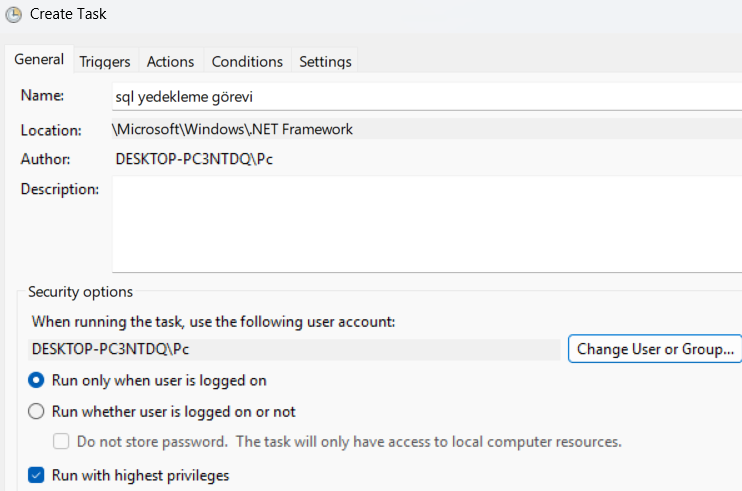 Create Task
General Triggers Actions Conditions Settings
Name: sql yedekleme görevi
Location: \Microsoft\Windows\.NET Framework
Author: DESKTOP-PC3NTDQ\Pc
Description:
Security options
When running the task, use the following user account:
DESKTOP-PC3NTDQ\Pc Change User or Group...
Run only when user is logged on
Run whether user is logged on or not
Do not store password. The task will only have access to local computer resources.
Run with highest privileges